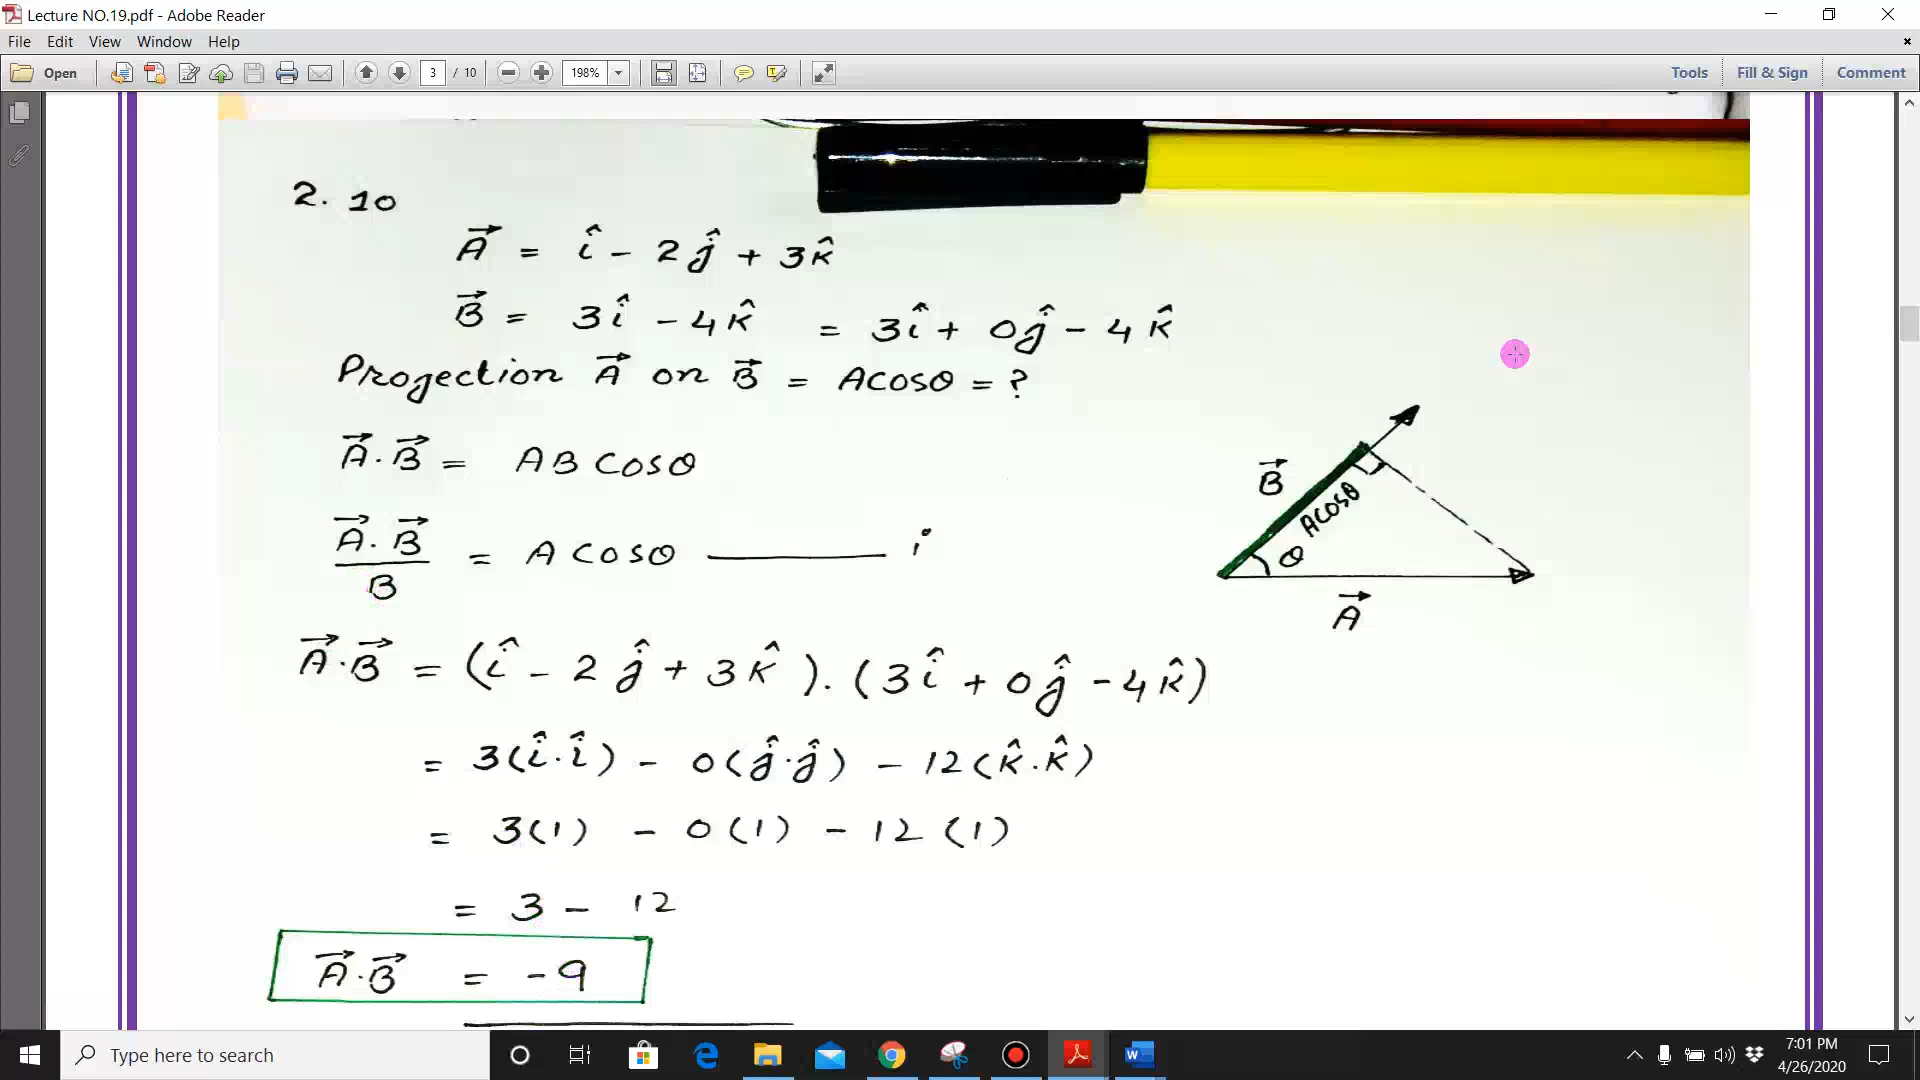 Lecture NO.19.pdf - Adobe Reader
File Edit View Window Help
Open 3 / 10 198% Tools Fill & Sign Comment
2. 10
A⃗ = î - 2ĵ + 3k̂
B⃗ = 3î - 4k̂ = 3î + 0ĵ - 4k̂
Projection A⃗ on B⃗ = ACosθ = ?
A⃗.B⃗ = AB Cosθ
A⃗.B⃗/B = A Cosθ ——— i
B⃗
ACosθ
θ
A⃗
A⃗.B⃗ = (î - 2ĵ + 3k̂).(3î + 0ĵ - 4k̂)
= 3(î.î) - 0(ĵ.ĵ) - 12(k̂.k̂)
= 3(1) - 0(1) - 12(1)
= 3 - 12
A⃗.B⃗ = -9
Type here to search
7:01 PM
4/26/2020